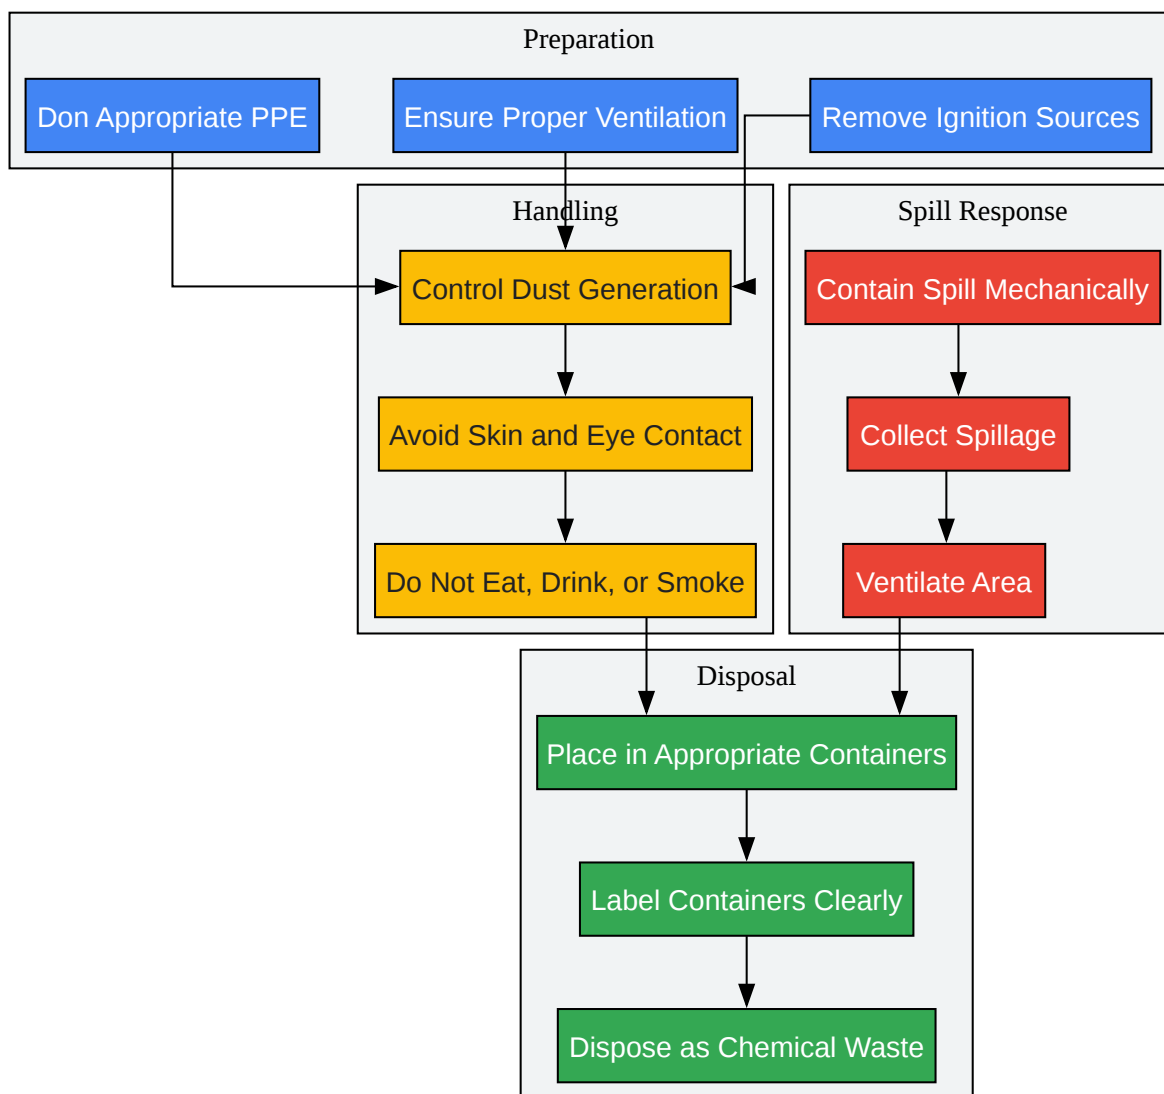 Preparation
Don Appropriate PPE
Ensure Proper Ventilation
Remove Ignition Sources
Handling
Control Dust Generation
Avoid Skin and Eye Contact
Do Not Eat, Drink, or Smoke
Spill Response
Contain Spill Mechanically
Collect Spillage
Ventilate Area
Disposal
Place in Appropriate Containers
Label Containers Clearly
Dispose as Chemical Waste